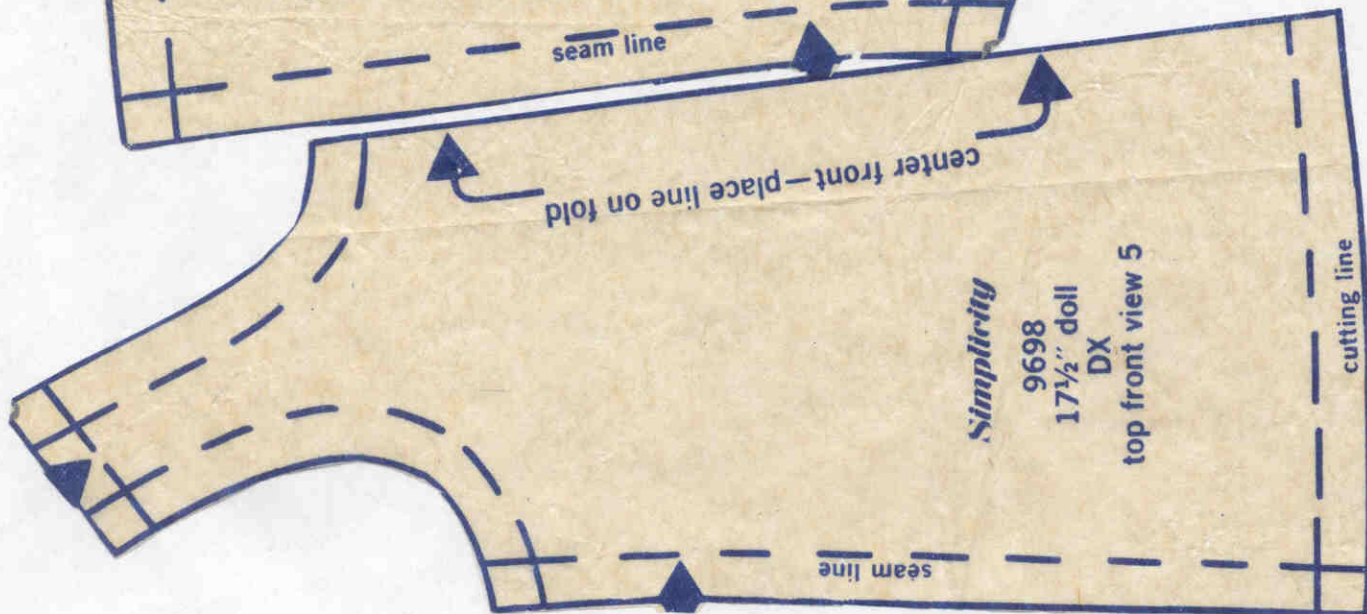 seam line
center front—place line on fold
Simplicity
9698
17½″ doll
DX
top front view 5
cutting line
seam line